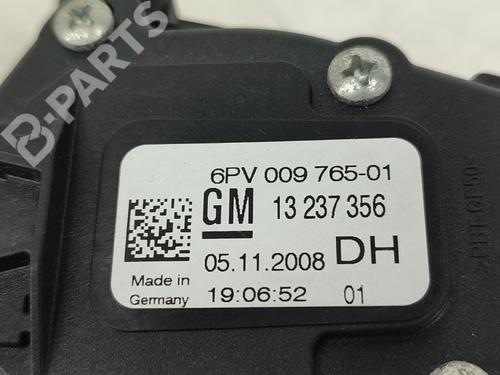 B-PARTS
6PV 009 765-01
GM 13 237 356
05.11.2008 DH
Made in
Germany
19:06:52 01